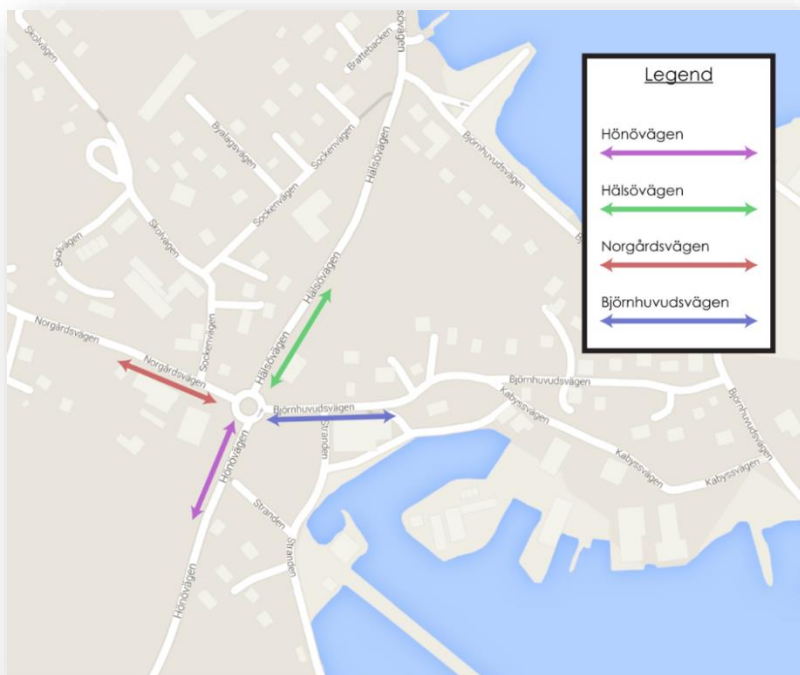 Skolvägen
Brattebacken
sövägen
Legend
Hönövägen
Hälsövägen
Norgårdsvägen
Björnhuvudsvägen
Byalagsvägen
Sockenvägen
Hälsövägen
Björnhuvudsvägen
Sockenvägen
Skolvägen
Skolvägen
Hälsövägen
Norgårdsvägen
Sockenvägen
Hälsövägen
Norgårdsvägen
Björnhuvudsvägen
Björnhuvudsvägen
Kabyssvägen
Björnhuvudsvägen
Stranden
Hönövägen
Kabyssvägen
Kabyssvägen
Stranden
Stranden
Hönövägen